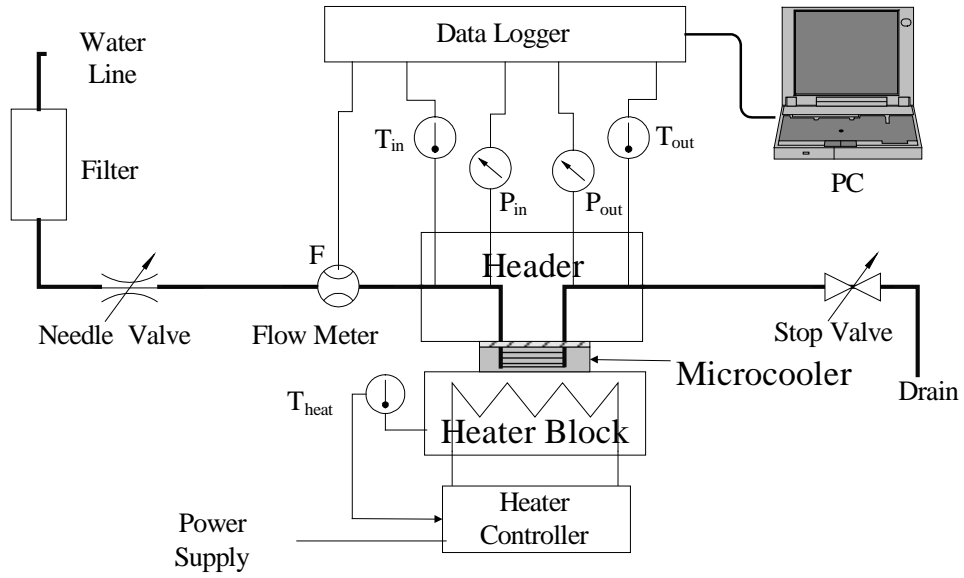 Data Logger
Water
Line
Filter
T_in
P_in
P_out
T_out
PC
F
Header
Needle Valve
Flow Meter
Stop Valve
Microcooler
Drain
T_heat
Heater Block
Heater
Controller
Power
Supply